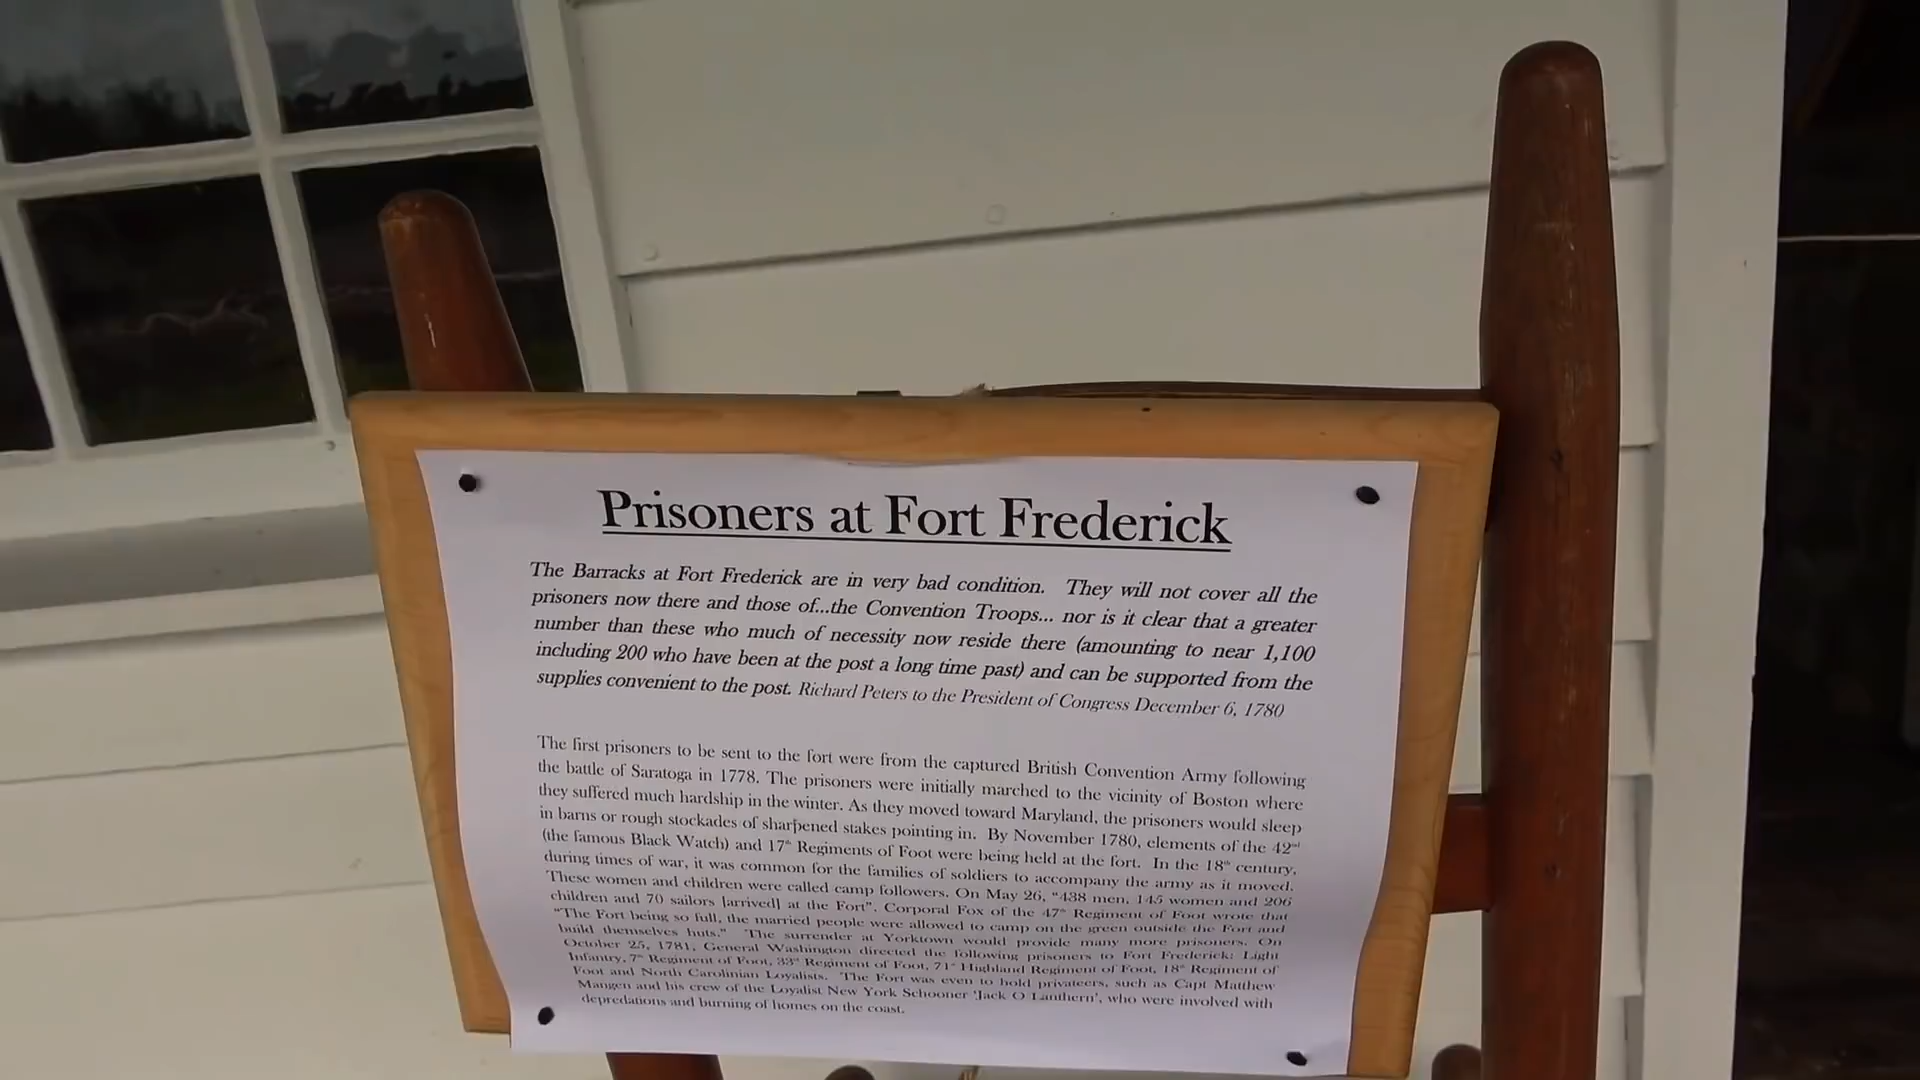 Prisoners at Fort Frederick
The Barracks at Fort Frederick are in very bad condition. They will not cover all the
prisoners now there and those of...the Convention Troops... nor is it clear that a greater
number than these who much of necessity now reside there (amounting to near 1,100
including 200 who have been at the post a long time past) and can be supported from the
supplies convenient to the post. Richard Peters to the President of Congress December 6, 1780
The first prisoners to be sent to the fort were from the captured British Convention Army following
the battle of Saratoga in 1778. The prisoners were initially marched to the vicinity of Boston where
they suffered much hardship in the winter. As they moved toward Maryland, the prisoners would sleep
in barns or rough stockades of sharpened stakes pointing in. By November 1780, elements of the 42nd
(the famous Black Watch) and 17th Regiments of Foot were being held at the fort. In the 18th century,
during times of war, it was common for the families of soldiers to accompany the army as it moved.
These women and children were called camp followers. On May 26, "438 men, 145 women and 206
children and 70 sailors [arrived] at the Fort". Corporal Fox of the 47th Regiment of Foot wrote that
"The Fort being so full, the married people were allowed to camp on the green outside the Fort and
build themselves huts." The surrender at Yorktown would provide many more prisoners. On
October 25, 1781, General Washington directed the following prisoners to Fort Frederick: Light
Infantry, 7th Regiment of Foot, 33rd Regiment of Foot, 71st Highland Regiment of Foot, 18th Regiment of
Foot and North Carolinian Loyalists. The Fort was even to hold privateers, such as Capt Matthew
Mangen and his crew of the Loyalist New York Schooner 'Jack O Lanthern', who were involved with
depredations and burning of homes on the coast.